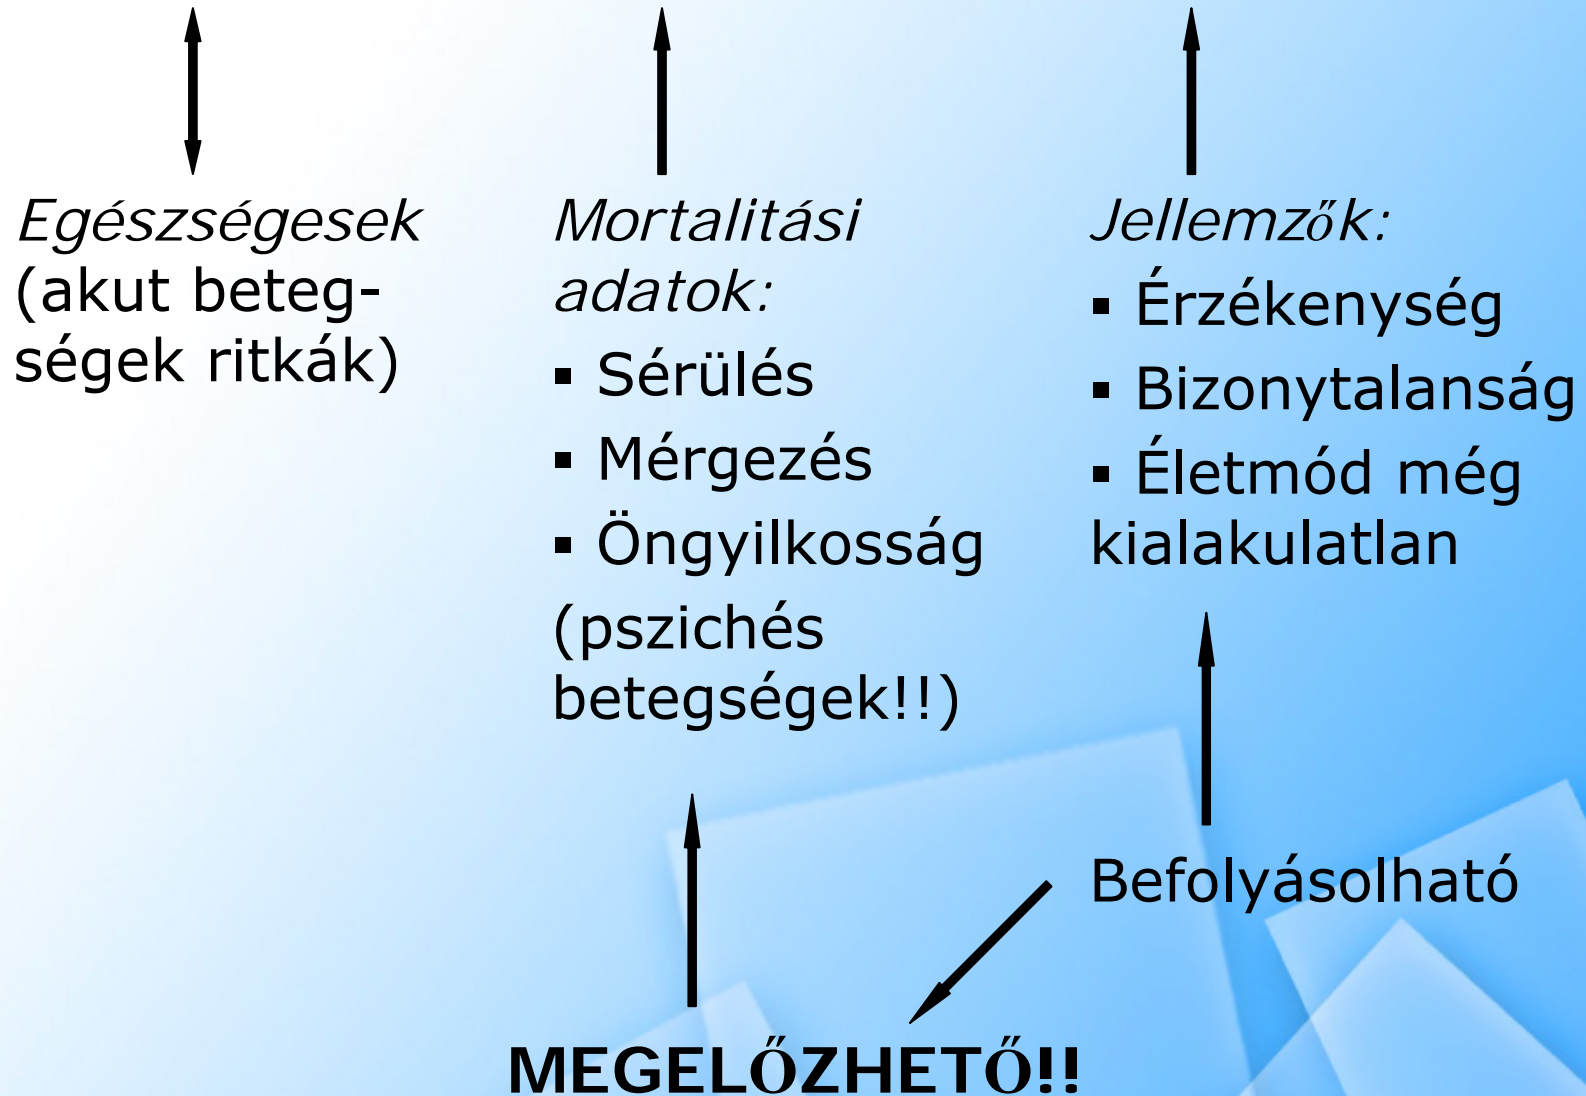 Egészségesek
(akut beteg-
ségek ritkák)
Mortalitási
adatok:
▪ Sérülés
▪ Mérgezés
▪ Öngyilkosság
(pszichés
betegségek!!)
Jellemzők:
▪ Érzékenység
▪ Bizonytalanság
▪ Életmód még
kialakulatlan
Befolyásolható
MEGELŐZHETŐ!!